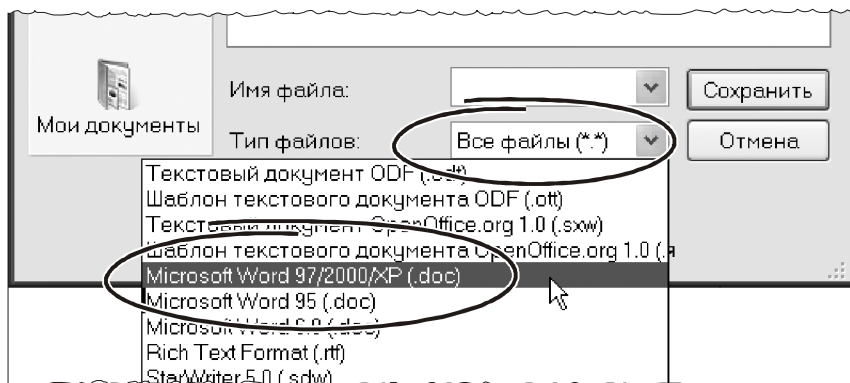 Имя файла:
Сохранить
Мои документы
Тип файлов:
Все файлы (*.*)
Отмена
Текстовый документ ODF (.odt)
Шаблон текстового документа ODF (.ott)
Текстовый документ OpenOffice.org 1.0 (.sxw)
Шаблон текстового документа OpenOffice.org 1.0 (.я
Microsoft Word 97/2000/XP (.doc)
Microsoft Word 95 (.doc)
Microsoft Word 6.0 (.doc)
Rich Text Format (.rtf)
StarWriter 5.0 (.sdw)